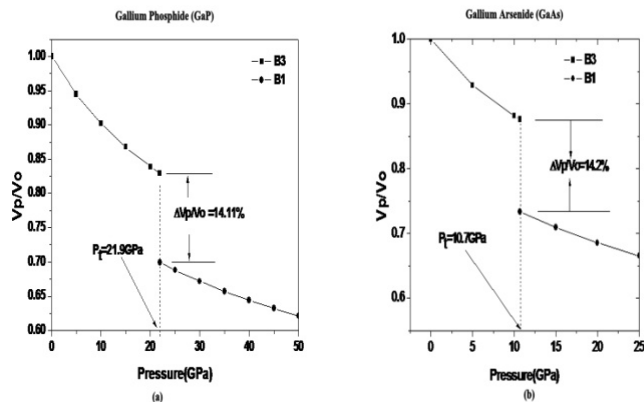 Gallium Phosphide (GaP)
1.00
0.95
0.90
0.85
0.80
0.75
0.70
0.65
0.60
Vp/Vo
B3
B1
ΔVp/Vo =14.11%
Pt=21.9GPa
0 10 20 30 40 50
Pressure(GPa)
(a)
Gallium Arsenide (GaAs)
1.0
0.9
0.8
0.7
0.6
Vp/Vo
B3
B1
ΔVp/Vo=14.2%
Pt=10.7GPa
0 5 10 15 20 25
Pressure(GPa)
(b)